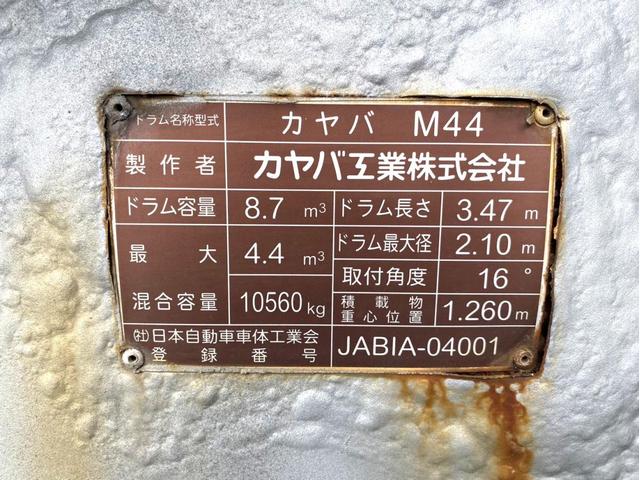 ドラム名称型式 カヤバ M44
製作者 カヤバ工業株式会社
ドラム容量 8.7 m³ ドラム長さ 3.47 m
最大 4.4 m³ ドラム最大径 2.10 m
取付角度 16°
混合容量 10560kg 積載物重心位置 1.260m
㈳日本自動車車体工業会
登録番号 JABIA-04001